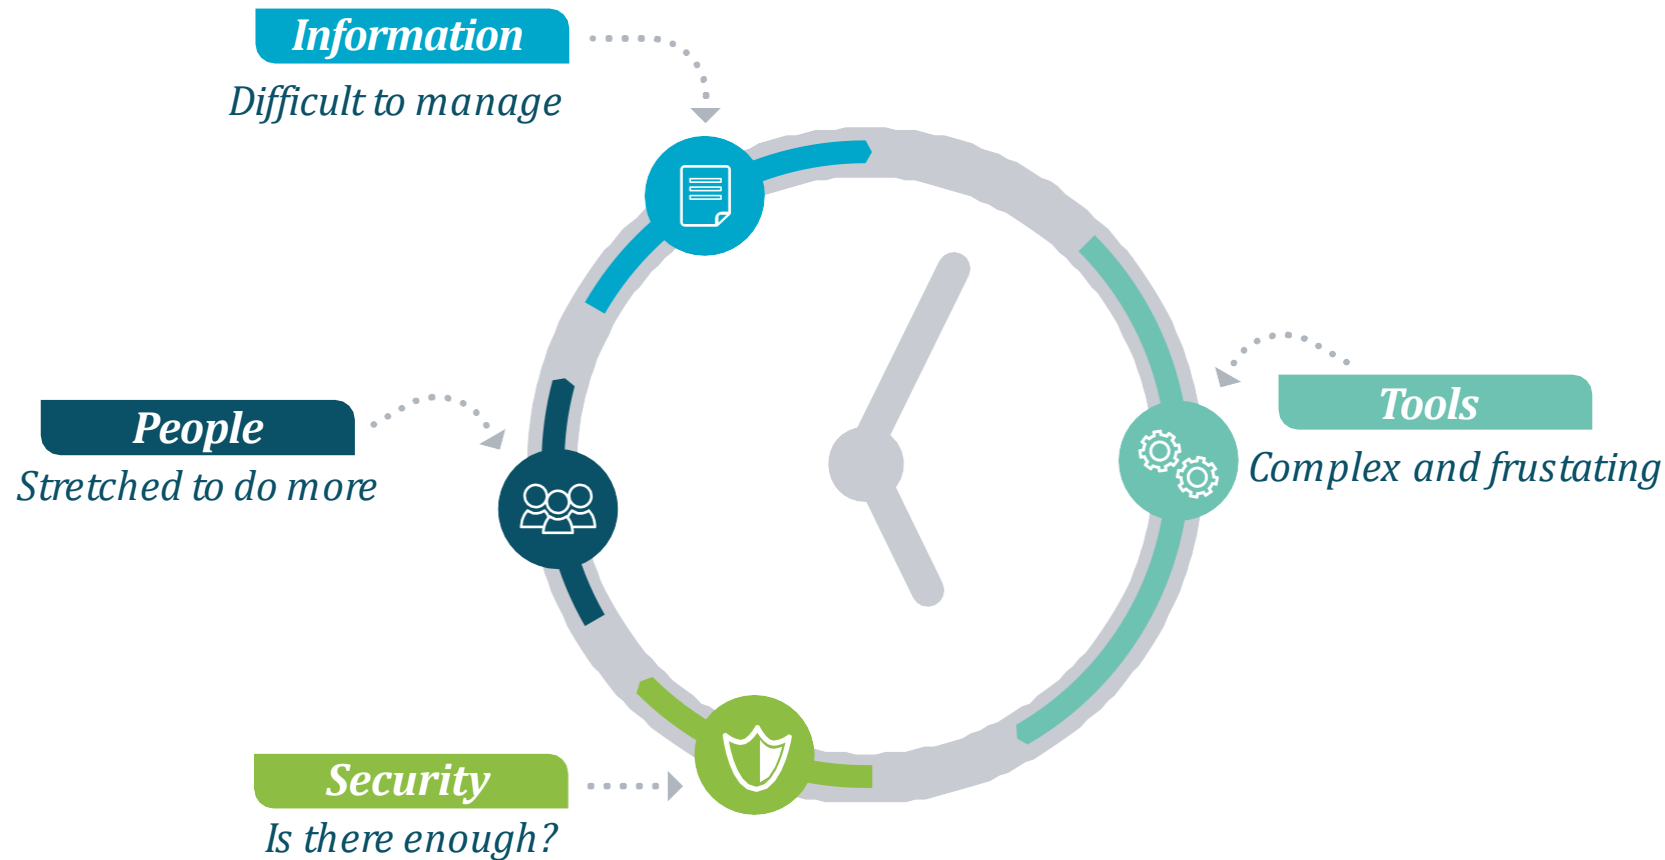 Information
Difficult to manage
Tools
Complex and frustating
People
Stretched to do more
Security
Is there enough?